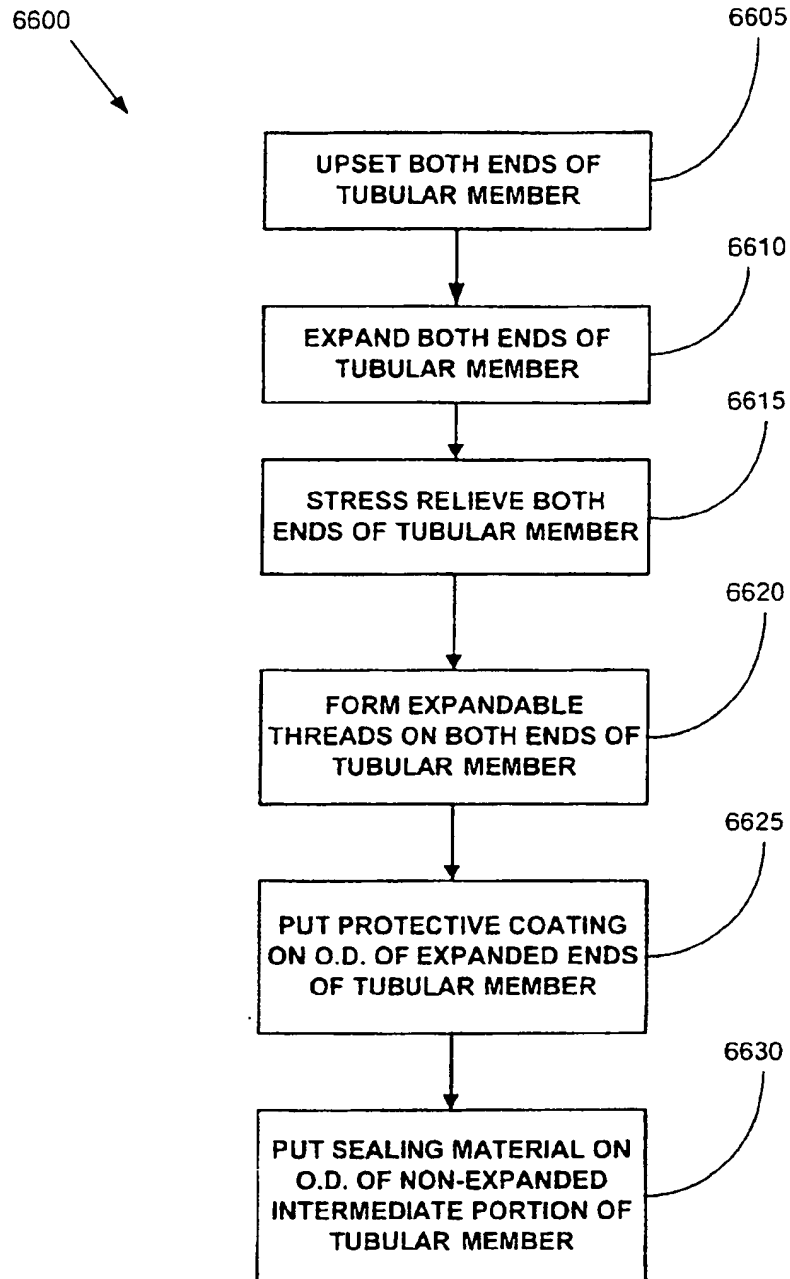 6600
6605
UPSET BOTH ENDS OF
TUBULAR MEMBER
6610
EXPAND BOTH ENDS OF
TUBULAR MEMBER
6615
STRESS RELIEVE BOTH
ENDS OF TUBULAR MEMBER
6620
FORM EXPANDABLE
THREADS ON BOTH ENDS OF
TUBULAR MEMBER
6625
PUT PROTECTIVE COATING
ON O.D. OF EXPANDED ENDS
OF TUBULAR MEMBER
6630
PUT SEALING MATERIAL ON
O.D. OF NON-EXPANDED
INTERMEDIATE PORTION OF
TUBULAR MEMBER